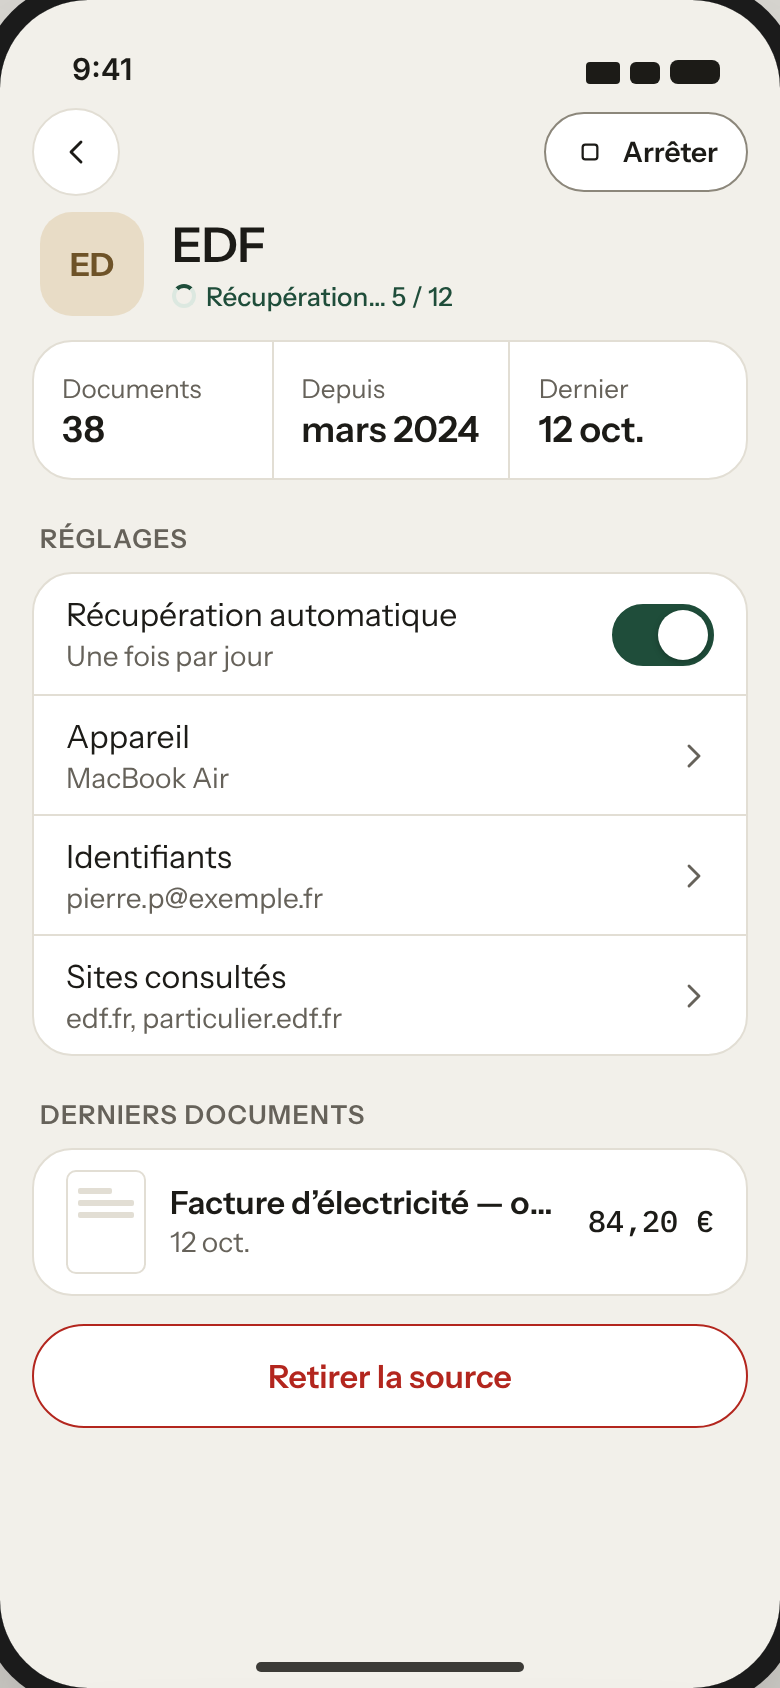 9:41
Arrêter
ED
EDF
Récupération… 5 / 12
Documents
38
Depuis
mars 2024
Dernier
12 oct.
RÉGLAGES
Récupération automatique
Une fois par jour
Appareil
MacBook Air
Identifiants
pierre.p@exemple.fr
Sites consultés
edf.fr, particulier.edf.fr
DERNIERS DOCUMENTS
Facture d’électricité — o…
12 oct.
84,20 €
Retirer la source